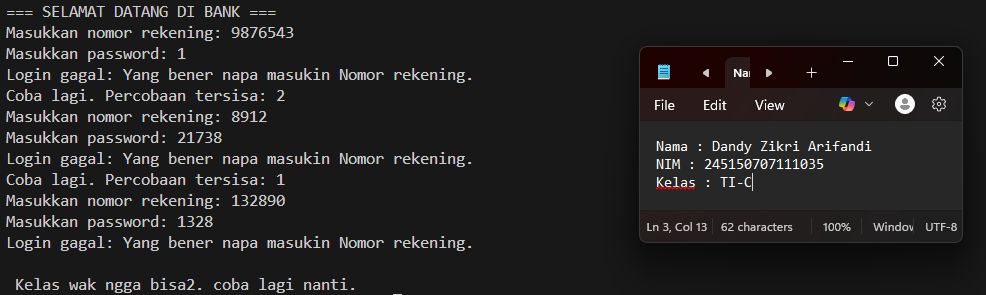 === SELAMAT DATANG DI BANK ===
Masukkan nomor rekening: 9876543
Masukkan password: 1
Login gagal: Yang bener napa masukin Nomor rekening.
Coba lagi. Percobaan tersisa: 2
Masukkan nomor rekening: 8912
Masukkan password: 21738
Login gagal: Yang bener napa masukin Nomor rekening.
Coba lagi. Percobaan tersisa: 1
Masukkan nomor rekening: 132890
Masukkan password: 1328
Login gagal: Yang bener napa masukin Nomor rekening.
Kelas wak ngga bisa2. coba lagi nanti.
Nar
File Edit View
Nama : Dandy Zikri Arifandi
NIM : 245150707111035
Kelas : TI-C
Ln 3, Col 13 62 characters 100% Window UTF-8